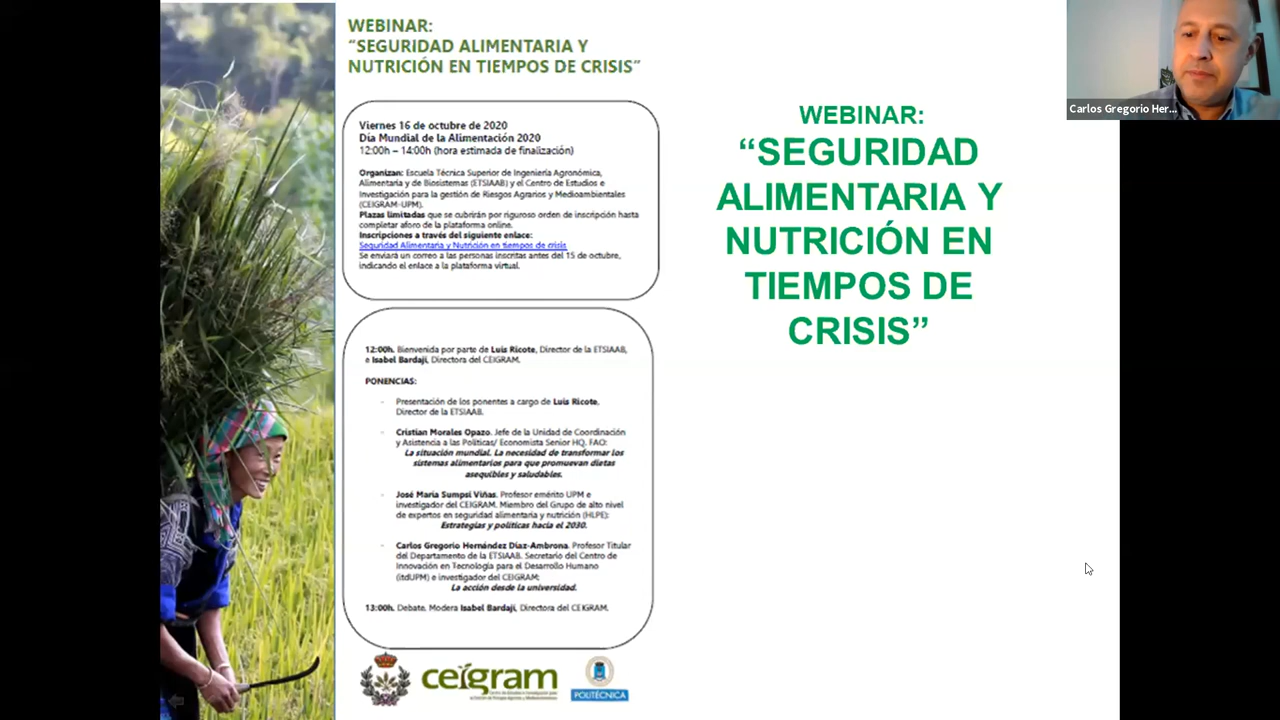 WEBINAR:
“SEGURIDAD ALIMENTARIA Y
NUTRICIÓN EN TIEMPOS DE CRISIS”
Viernes 16 de octubre de 2020
Día Mundial de la Alimentación 2020
12:00h – 14:00h (hora estimada de finalización)
Organizan: Escuela Técnica Superior de Ingeniería Agronómica,
Alimentaria y de Biosistemas (ETSIAAB) y el Centro de Estudios e
Investigación para la gestión de Riesgos Agrarios y Medioambientales
(CEIGRAM-UPM).
Plazas limitadas que se cubrirán por riguroso orden de inscripción hasta
completar aforo de la plataforma online.
Inscripciones a través del siguiente enlace:
Seguridad Alimentaria y Nutrición en tiempos de crisis
Se enviará un correo a las personas inscritas antes del 15 de octubre,
indicando el enlace a la plataforma virtual.
12:00h. Bienvenida por parte de Luis Ricote, Director de la ETSIAAB,
e Isabel Bardají, Directora del CEIGRAM.
PONENCIAS:
- Presentación de los ponentes a cargo de Luis Ricote,
Director de la ETSIAAB.
- Cristian Morales Opazo. Jefe de la Unidad de Coordinación
y Asistencia a las Políticas/ Economista Senior HQ. FAO:
La situación mundial. La necesidad de transformar los
sistemas alimentarios para que promuevan dietas
asequibles y saludables.
- José María Sumpsi Viñas. Profesor emérito UPM e
investigador del CEIGRAM. Miembro del Grupo de alto nivel
de expertos en seguridad alimentaria y nutrición (HLPE):
Estrategias y políticas hacia el 2030.
- Carlos Gregorio Hernández Díaz-Ambrona. Profesor Titular
del Departamento de la ETSIAAB. Secretario del Centro de
Innovación en Tecnología para el Desarrollo Humano
(itdUPM) e investigador del CEIGRAM:
La acción desde la universidad.
13:00h. Debate. Modera Isabel Bardají, Directora del CEIGRAM.
ceigram
POLITÉCNICA
WEBINAR:
“SEGURIDAD
ALIMENTARIA Y
NUTRICIÓN EN
TIEMPOS DE
CRISIS”
Carlos Gregorio Her...